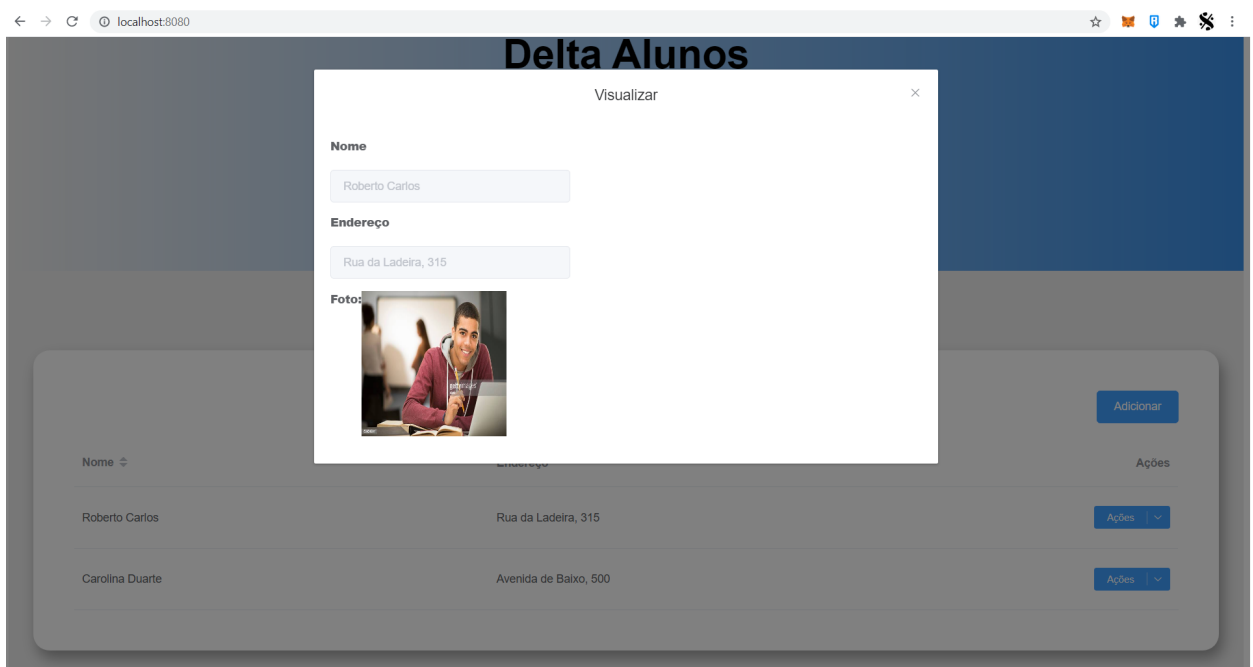 localhost:8080
Delta Alunos
Visualizar
Nome
Roberto Carlos
Endereço
Rua da Ladeira, 315
Foto:
Adicionar
Nome
Endereço
Ações
Roberto Carlos
Rua da Ladeira, 315
Ações
Carolina Duarte
Avenida de Baixo, 500
Ações